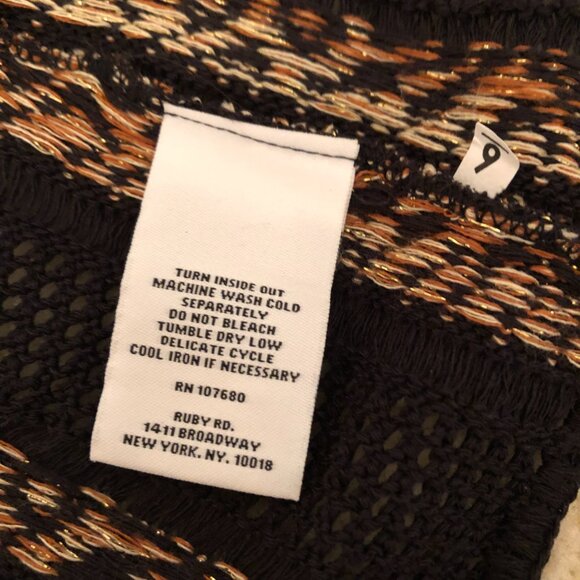 TURN INSIDE OUT
MACHINE WASH COLD
SEPARATELY
DO NOT BLEACH
TUMBLE DRY LOW
DELICATE CYCLE
COOL IRON IF NECESSARY
RN 107680
RUBY RD.
1411 BROADWAY
NEW YORK. NY. 10018
9